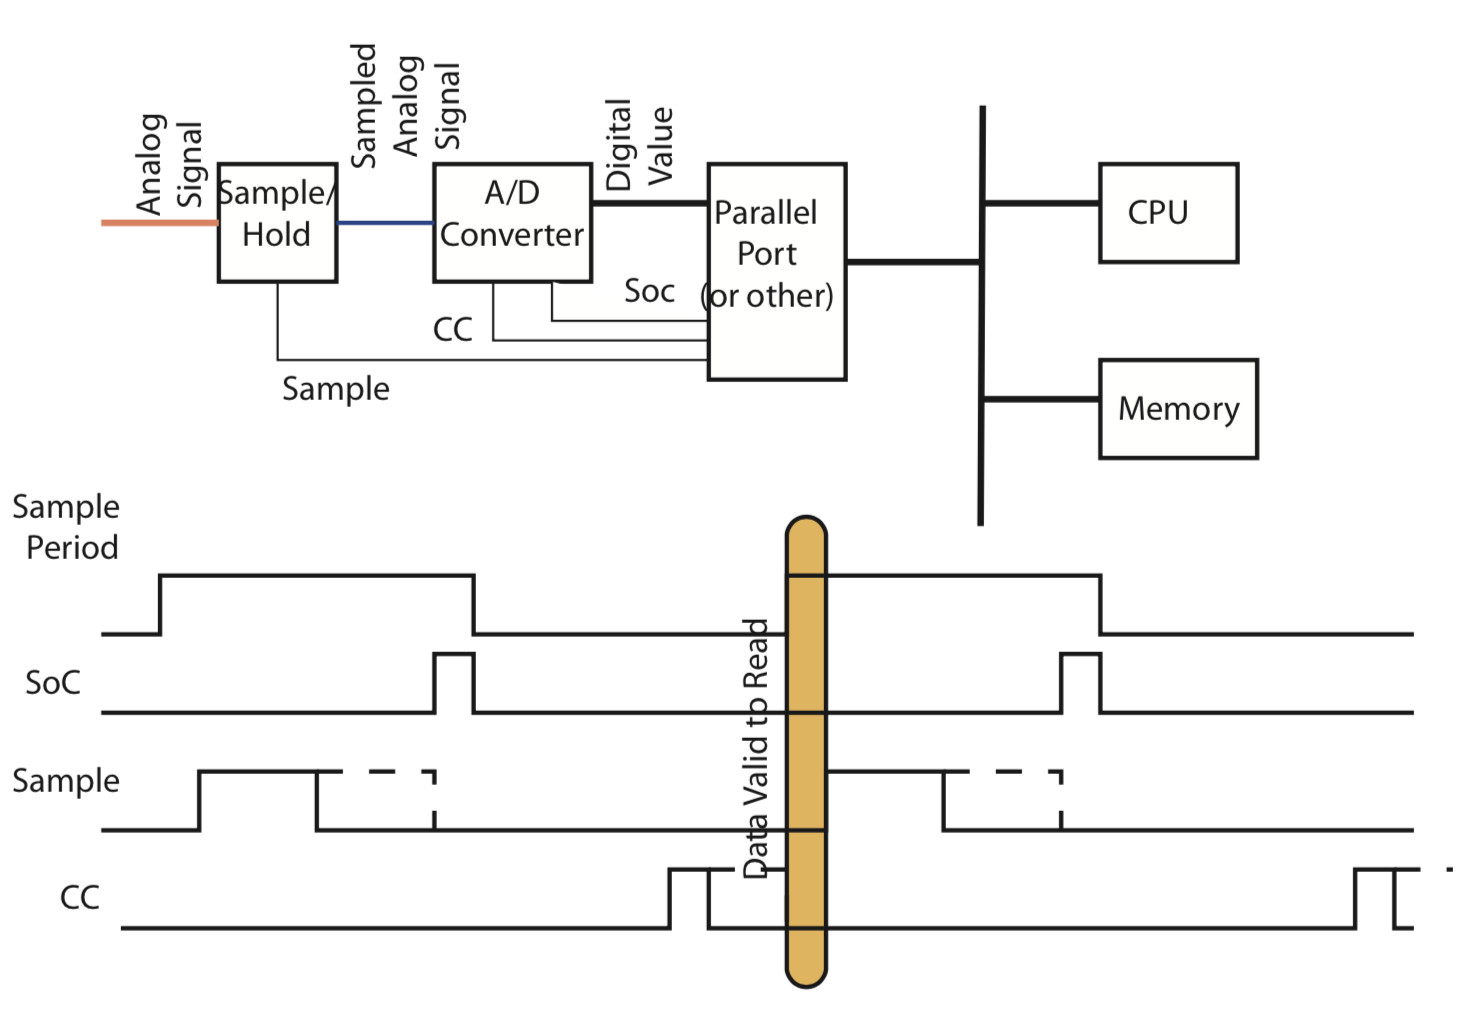 Analog
Signal
Sampled
Analog
Signal
Digital
Value
Sample/
Hold
A/D
Converter
Parallel
Port
(or other)
CPU
Soc
CC
Sample
Memory
Sample
Period
SoC
Sample
CC
Data Valid to Read